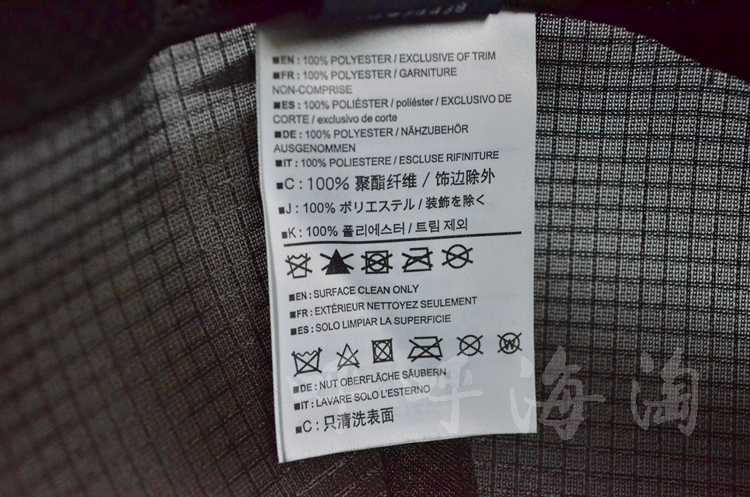 ■EN : 100% POLYESTER / EXCLUSIVE OF TRIM
■FR : 100% POLYESTER / GARNITURE
NON-COMPRISE
■ES : 100% POLIÉSTER / poliéster / EXCLUSIVO DE
CORTE / exclusivo de corte
■DE : 100% POLYESTER / NÄHZUBEHÖR
AUSGENOMMEN
■IT : 100% POLIESTERE / ESCLUSE RIFINITURE
■C : 100% 聚酯纤维 / 饰边除外
■J : 100% ポリエステル / 装飾を除く
■K : 100% 폴리에스터 / 트림 제외
■EN : SURFACE CLEAN ONLY
■FR : EXTÉRIEUR NETTOYEZ SEULEMENT
■ES : SOLO LIMPIAR LA SUPERFICIE
W
■DE : NUT OBERFLÄCHE SÄUBERN
■IT : LAVARE SOLO L'ESTERNO
■C : 只清洗表面
海淘